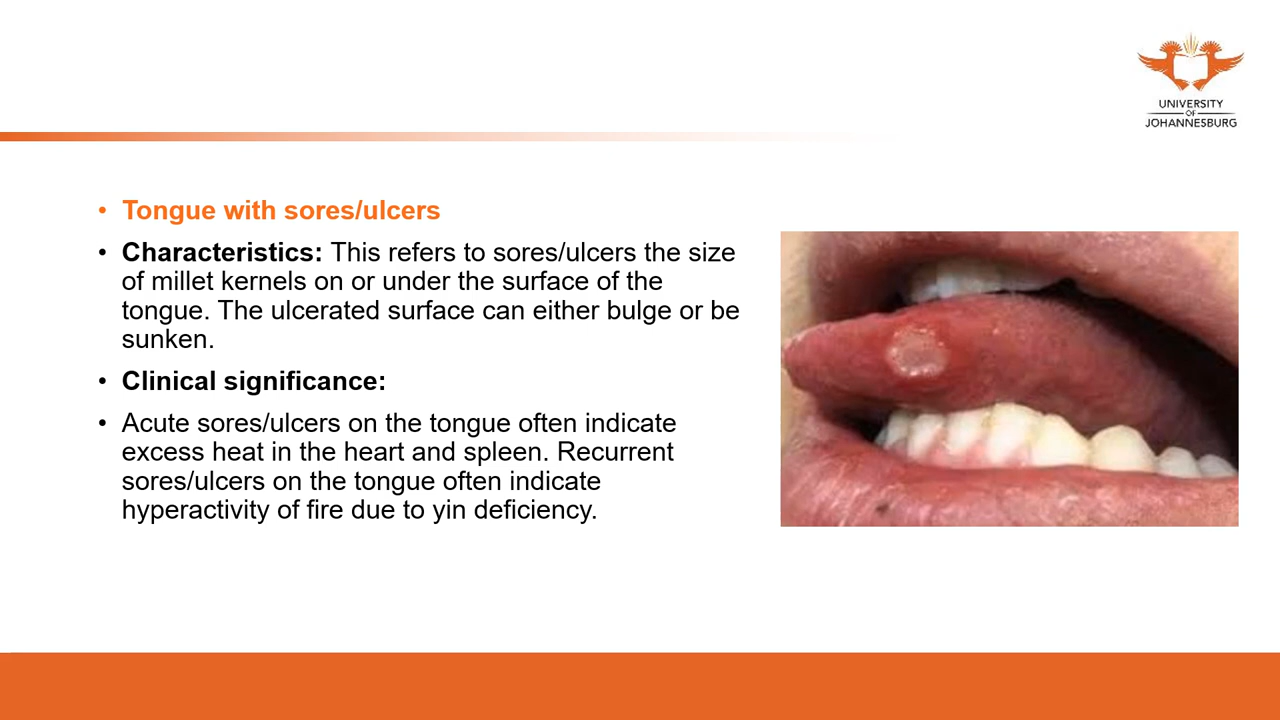 UNIVERSITY
OF
JOHANNESBURG
• Tongue with sores/ulcers
• Characteristics: This refers to sores/ulcers the size
of millet kernels on or under the surface of the
tongue. The ulcerated surface can either bulge or be
sunken.
• Clinical significance:
• Acute sores/ulcers on the tongue often indicate
excess heat in the heart and spleen. Recurrent
sores/ulcers on the tongue often indicate
hyperactivity of fire due to yin deficiency.